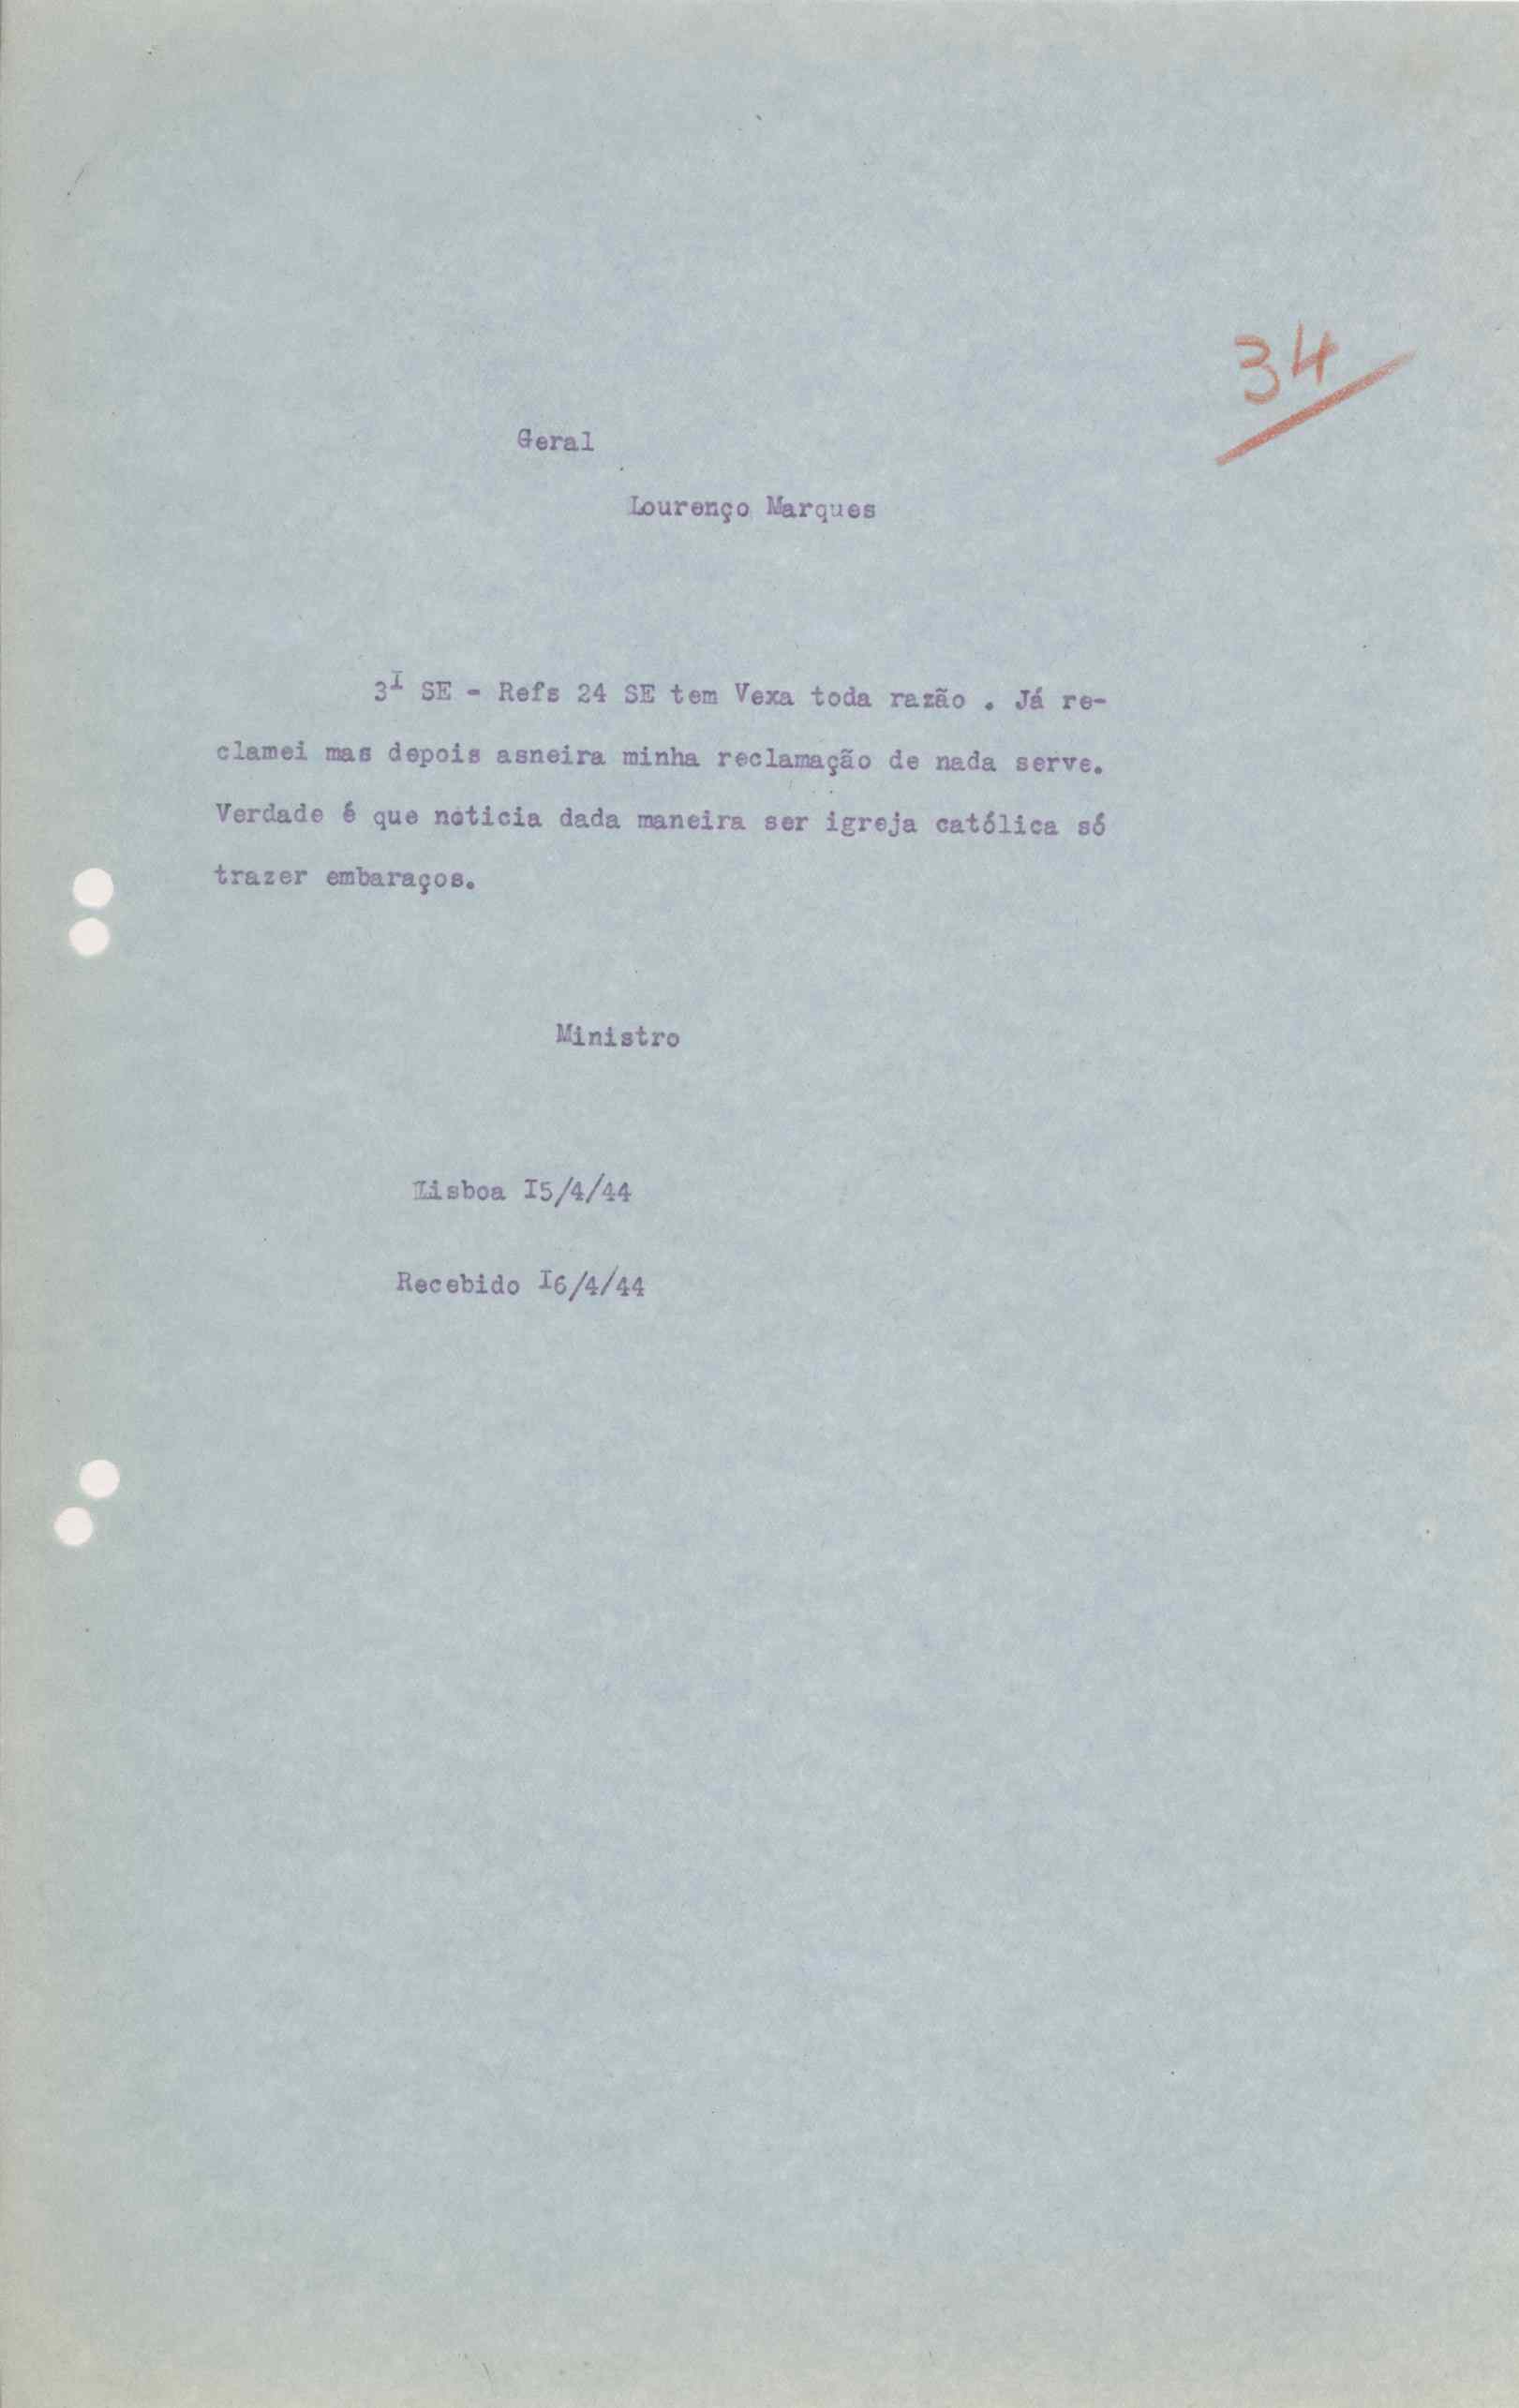 34
Geral
Lourenço Marques
3I SE - Refs 24 SE tem Vexa toda razão . Já re-
clamei mas depois asneira minha reclamação de nada serve.
Verdade é que noticia dada maneira ser igreja católica só
trazer embaraços.
Ministro
Lisboa I5/4/44
Recebido I6/4/44